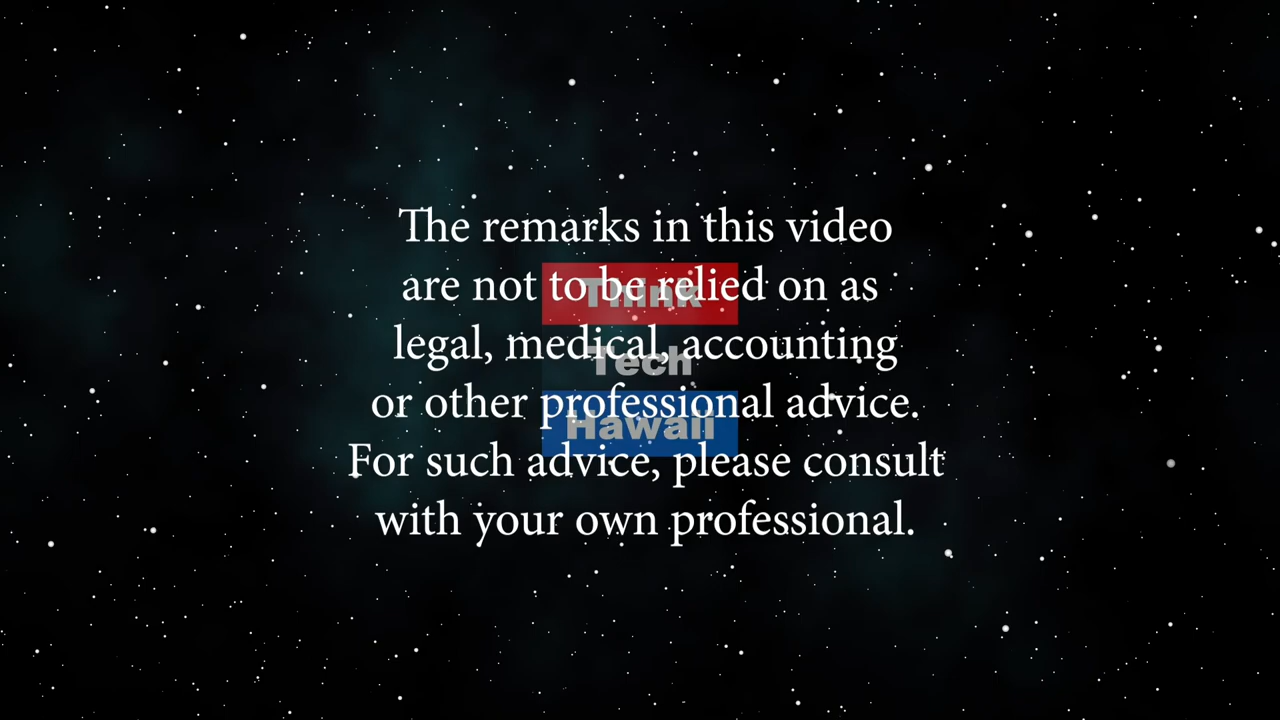 The remarks in this video
are not to be relied on as
legal, medical, accounting
or other professional advice.
For such advice, please consult
with your own professional.
Think
Tech
Hawaii